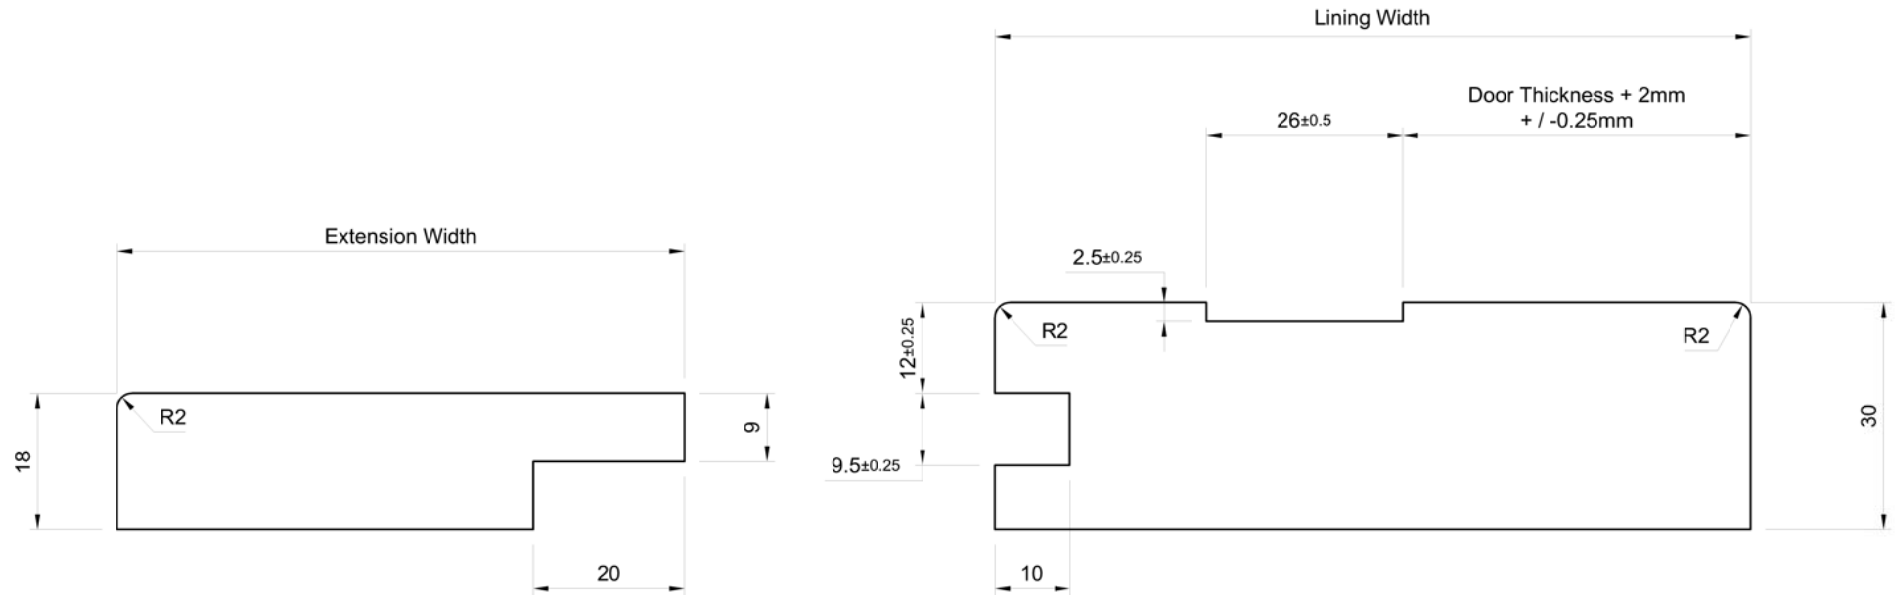 Lining Width
Door Thickness + 2mm
+ / -0.25mm
26±0.5
Extension Width
2.5±0.25
R2
R2
12±0.25
R2
9
30
18
9.5±0.25
20
10